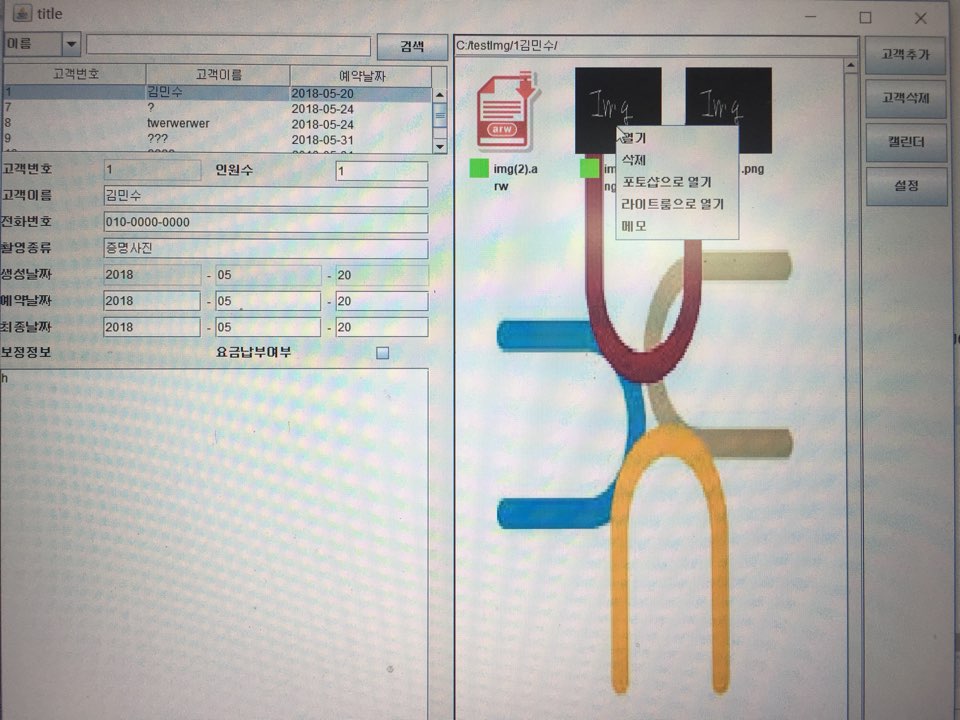 title
이름
검색
고객번호 고객이름 예약날짜
1 김민수 2018-05-20
7 ? 2018-05-24
8 twerwerwer 2018-05-24
9 ??? 2018-05-31
고객번호 1 인원수 1
고객이름 김민수
전화번호 010-0000-0000
촬영종류 증명사진
생성날짜 2018 - 05 - 20
예약날짜 2018 - 05 - 20
최종날짜 2018 - 05 - 20
보정정보 요금납부여부
h
C:/testImg/1김민수/
arw
img(2).a
rw
Img
im
ng
Img
.png
열기
삭제
포토샵으로 열기
라이트룸으로 열기
메모
고객추가
고객삭제
캘린더
설정